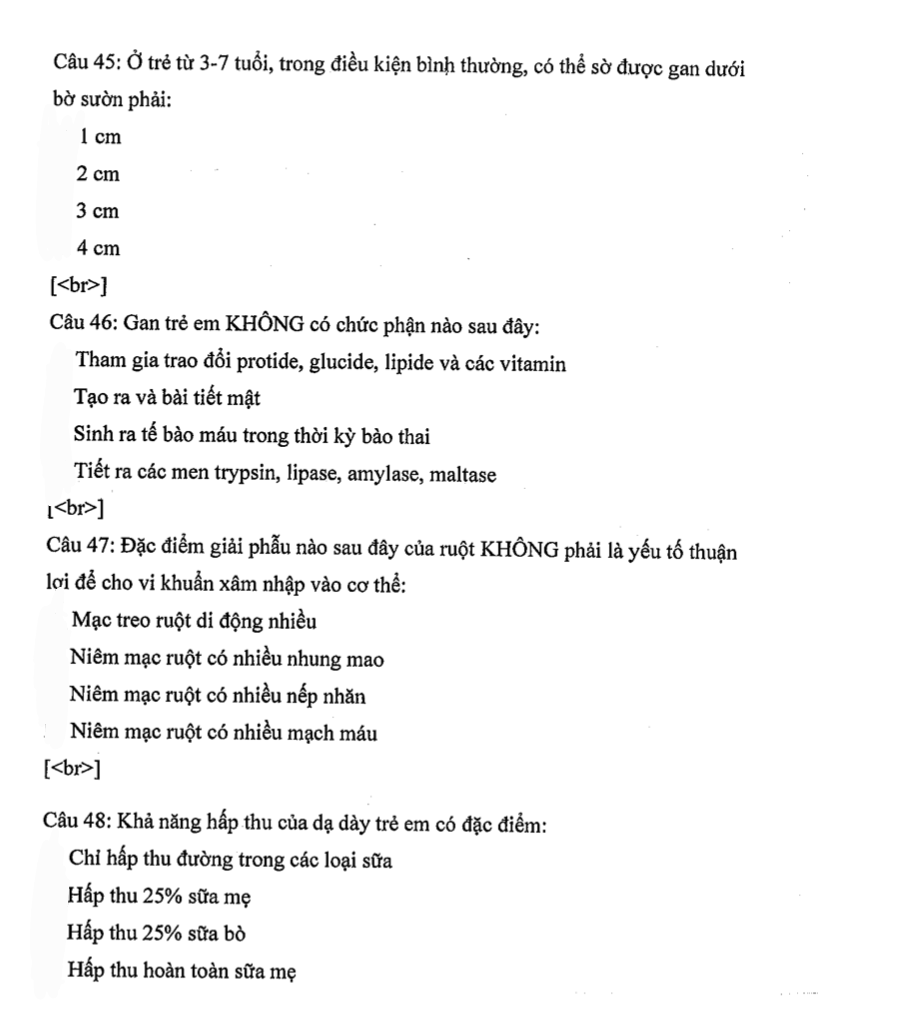 Câu 45: Ở trẻ từ 3-7 tuổi, trong điều kiện bình thường, có thể sờ được gan dưới
bờ sườn phải:
1 cm
2 cm
3 cm
4 cm
[<br>]
Câu 46: Gan trẻ em KHÔNG có chức phận nào sau đây:
Tham gia trao đổi protide, glucide, lipide và các vitamin
Tạo ra và bài tiết mật
Sinh ra tế bào máu trong thời kỳ bào thai
Tiết ra các men trypsin, lipase, amylase, maltase
[<br>]
Câu 47: Đặc điểm giải phẫu nào sau đây của ruột KHÔNG phải là yếu tố thuận
lơi để cho vi khuẩn xâm nhập vào cơ thể:
Mạc treo ruột di động nhiều
Niêm mạc ruột có nhiều nhung mao
Niêm mạc ruột có nhiều nếp nhăn
Niêm mạc ruột có nhiều mạch máu
[<br>]
Câu 48: Khả năng hấp thu của dạ dày trẻ em có đặc điểm:
Chỉ hấp thu đường trong các loại sữa
Hấp thu 25% sữa mẹ
Hấp thu 25% sữa bò
Hấp thu hoàn toàn sữa mẹ